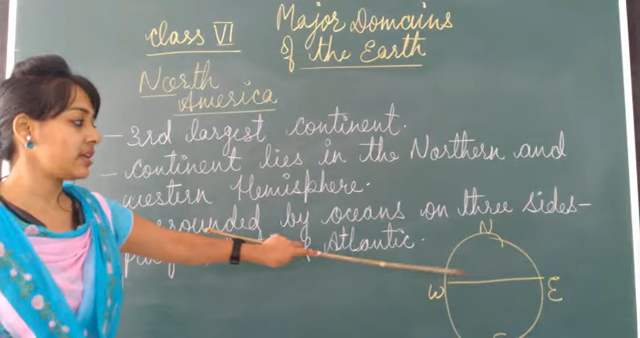 Class VI
Major Domains
of the Earth
North
America
- 3rd largest continent.
- continent lies in the Northern and
western Hemisphere.
by oceans on three sides-
Atlantic.
N
W
E